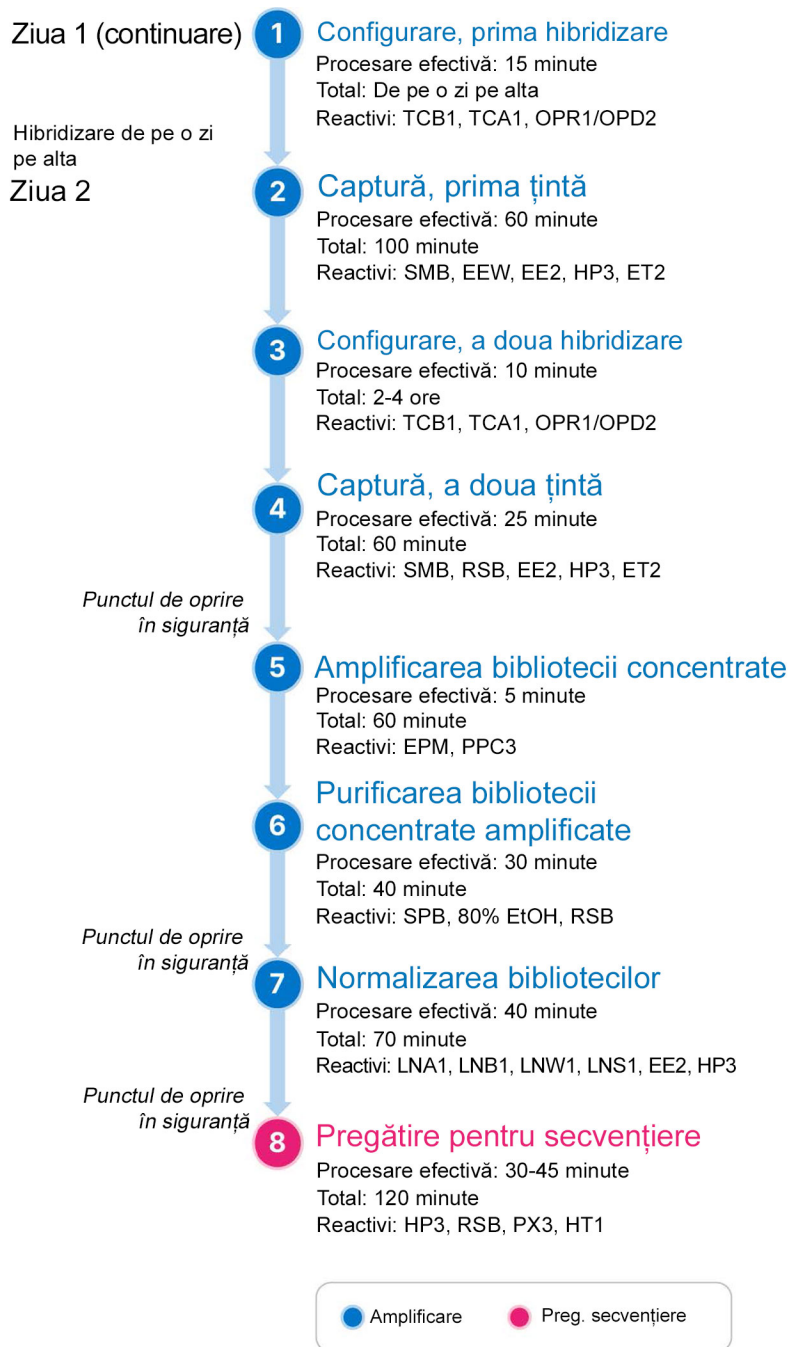 Ziua 1 (continuare)
1
Configurare, prima hibridizare
Procesare efectivă: 15 minute
Total: De pe o zi pe alta
Reactivi: TCB1, TCA1, OPR1/OPD2
Hibridizare de pe o zi
pe alta
Ziua 2
2
Captură, prima țintă
Procesare efectivă: 60 minute
Total: 100 minute
Reactivi: SMB, EEW, EE2, HP3, ET2
3
Configurare, a doua hibridizare
Procesare efectivă: 10 minute
Total: 2-4 ore
Reactivi: TCB1, TCA1, OPR1/OPD2
4
Captură, a doua țintă
Procesare efectivă: 25 minute
Total: 60 minute
Reactivi: SMB, RSB, EE2, HP3, ET2
Punctul de oprire
în siguranță
5
Amplificarea bibliotecii concentrate
Procesare efectivă: 5 minute
Total: 60 minute
Reactivi: EPM, PPC3
6
Purificarea bibliotecii
concentrate amplificate
Procesare efectivă: 30 minute
Total: 40 minute
Reactivi: SPB, 80% EtOH, RSB
Punctul de oprire
în siguranță
7
Normalizarea bibliotecilor
Procesare efectivă: 40 minute
Total: 70 minute
Reactivi: LNA1, LNB1, LNW1, LNS1, EE2, HP3
Punctul de oprire
în siguranță
8
Pregătire pentru secvențiere
Procesare efectivă: 30-45 minute
Total: 120 minute
Reactivi: HP3, RSB, PX3, HT1
Amplificare
Preg. secvențiere